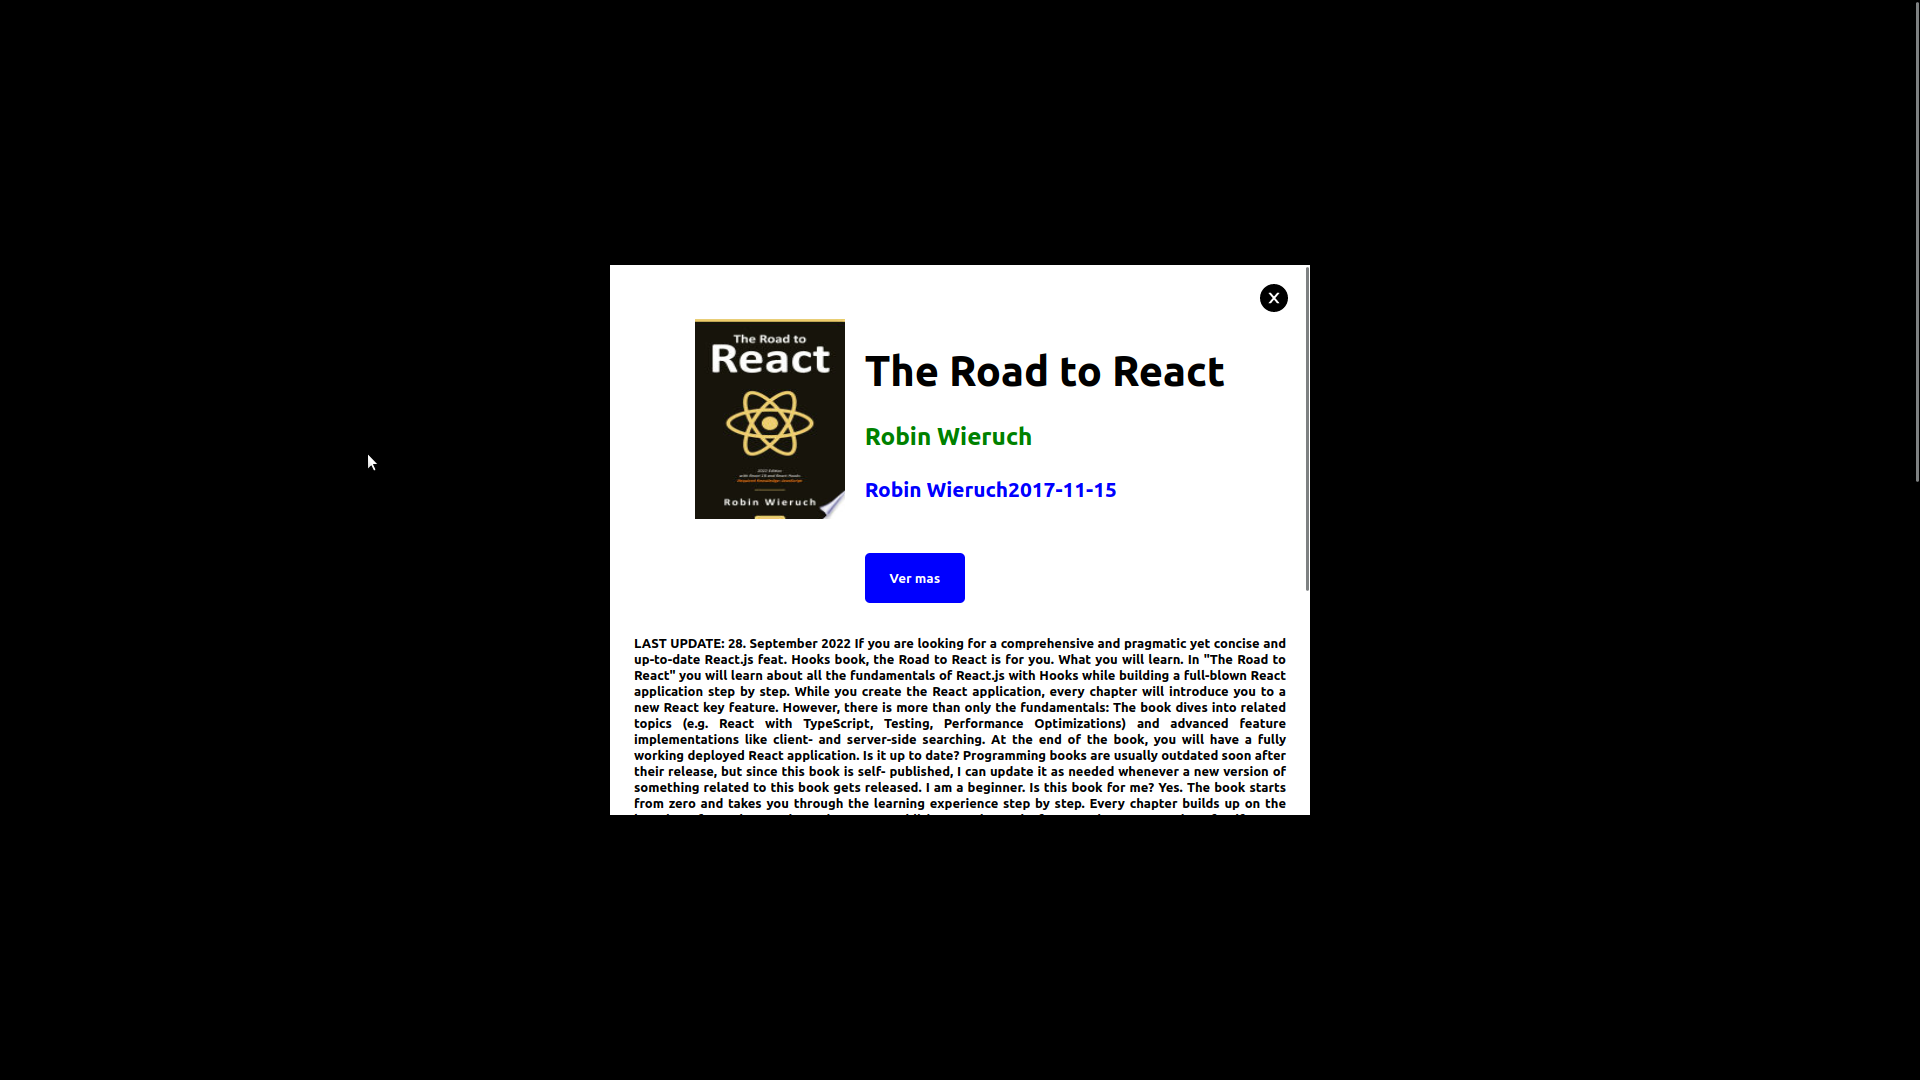 X
The Road to
React
Robin Wieruch
The Road to React
Robin Wieruch
Robin Wieruch2017-11-15
Ver mas
LAST UPDATE: 28. September 2022 If you are looking for a comprehensive and pragmatic yet concise and
up-to-date React.js feat. Hooks book, the Road to React is for you. What you will learn. In "The Road to
React" you will learn about all the fundamentals of React.js with Hooks while building a full-blown React
application step by step. While you create the React application, every chapter will introduce you to a
new React key feature. However, there is more than only the fundamentals: The book dives into related
topics (e.g. React with TypeScript, Testing, Performance Optimizations) and advanced feature
implementations like client- and server-side searching. At the end of the book, you will have a fully
working deployed React application. Is it up to date? Programming books are usually outdated soon after
their release, but since this book is self- published, I can update it as needed whenever a new version of
something related to this book gets released. I am a beginner. Is this book for me? Yes. The book starts
from zero and takes you through the learning experience step by step. Every chapter builds up on the